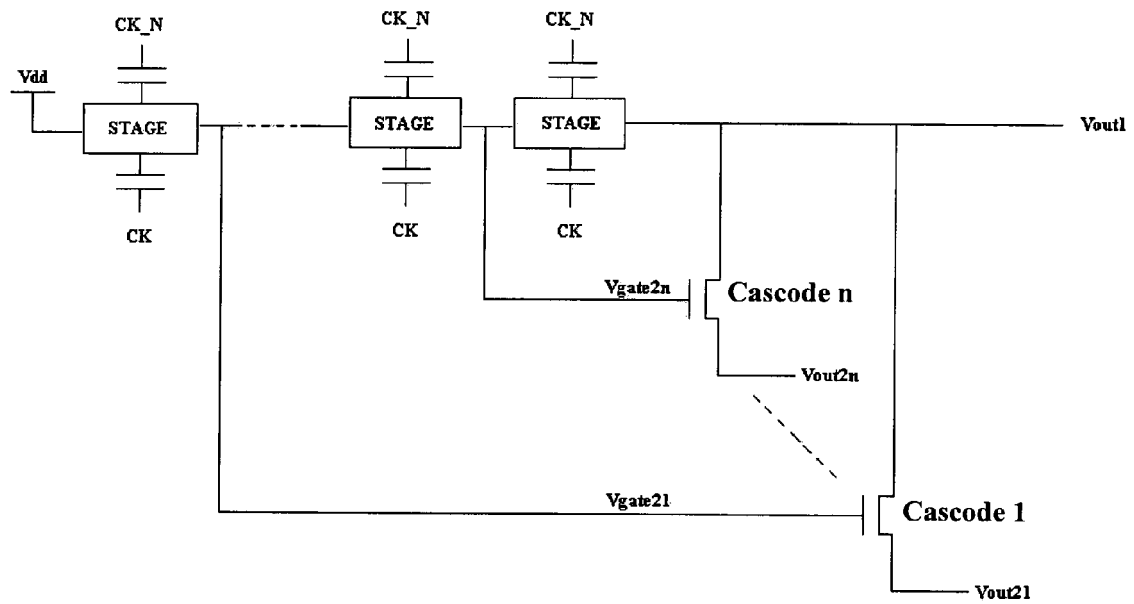 CK_N
CK_N
CK_N
Vdd
STAGE
STAGE
STAGE
Vout1
CK
CK
CK
Vgate2n
Cascode n
Vout2n
Vgate21
Cascode 1
Vout21